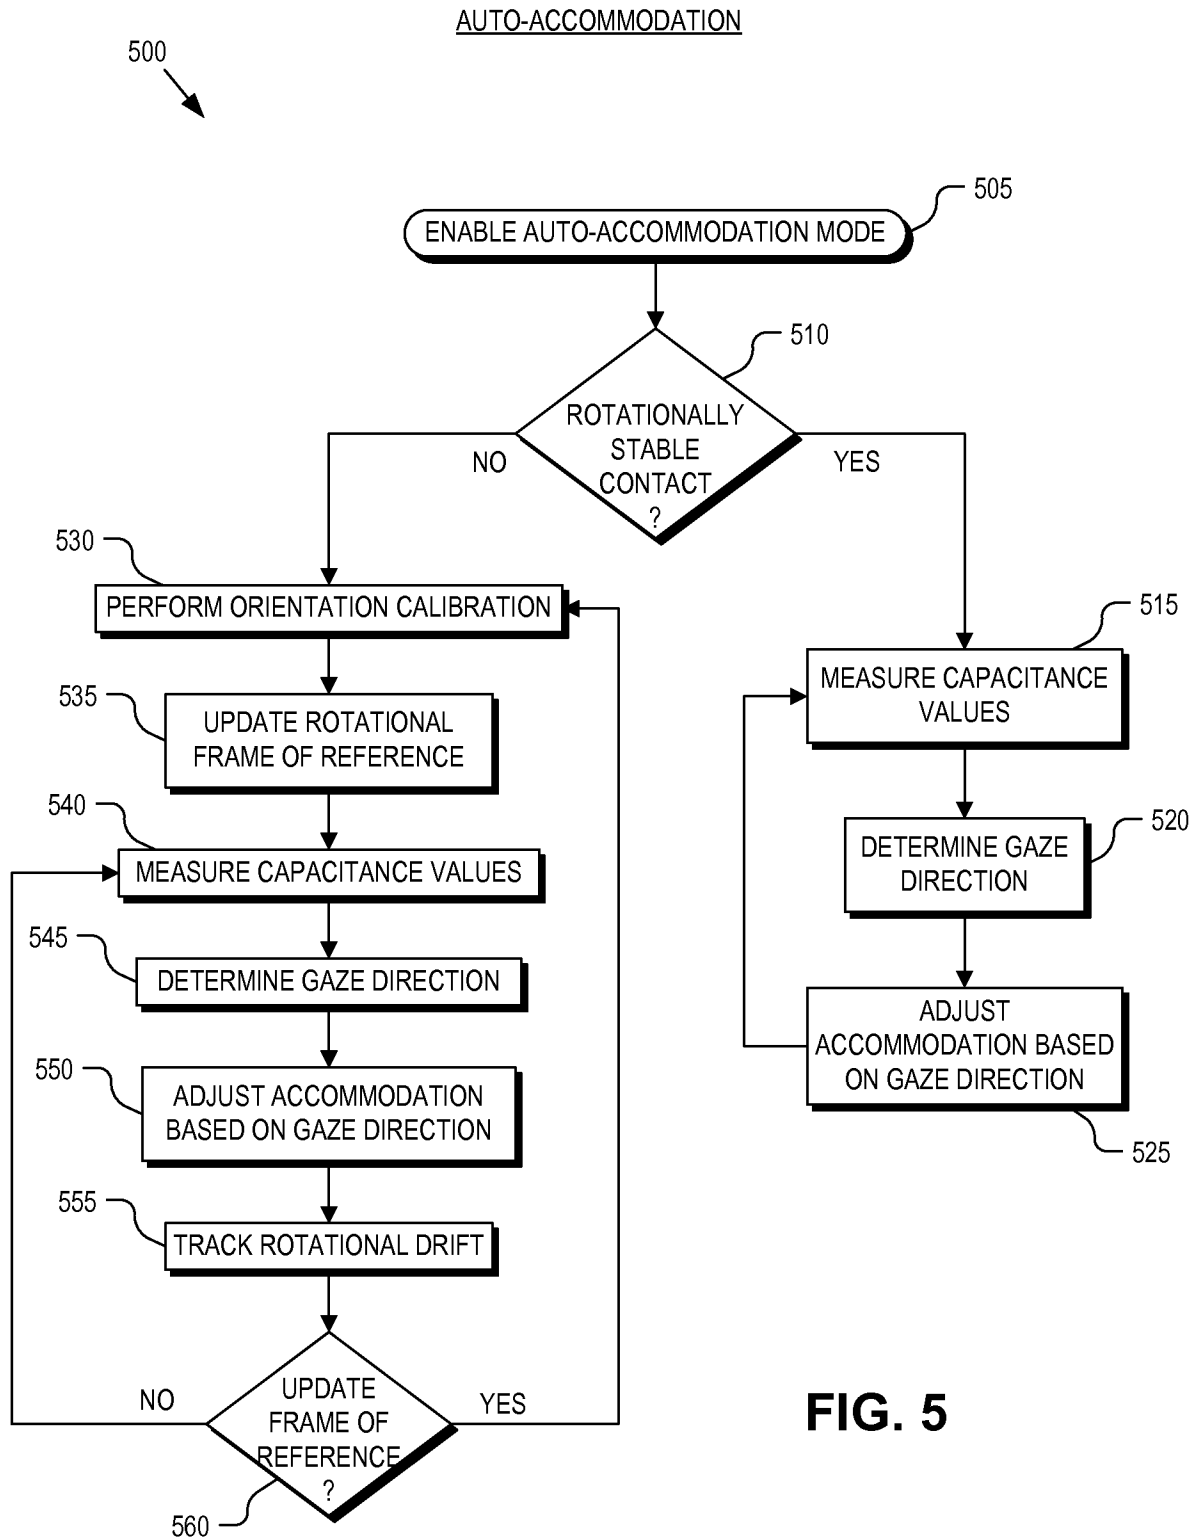 AUTO-ACCOMMODATION
500
505
ENABLE AUTO-ACCOMMODATION MODE
510
ROTATIONALLY
STABLE
CONTACT
?
NO
YES
530
PERFORM ORIENTATION CALIBRATION
535
UPDATE ROTATIONAL
FRAME OF REFERENCE
540
MEASURE CAPACITANCE VALUES
545
DETERMINE GAZE DIRECTION
550
ADJUST ACCOMMODATION
BASED ON GAZE DIRECTION
555
TRACK ROTATIONAL DRIFT
NO
UPDATE
FRAME OF
REFERENCE
?
YES
560
515
MEASURE CAPACITANCE
VALUES
520
DETERMINE GAZE
DIRECTION
ADJUST
ACCOMMODATION BASED
ON GAZE DIRECTION
525
FIG. 5